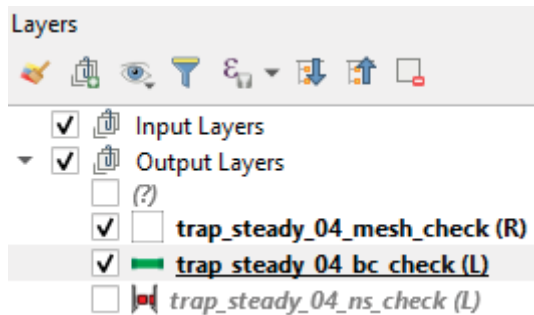 Layers
Input Layers
Output Layers
(?)
trap_steady_04_mesh_check (R)
trap_steady_04_bc_check (L)
trap_steady_04_ns_check (L)